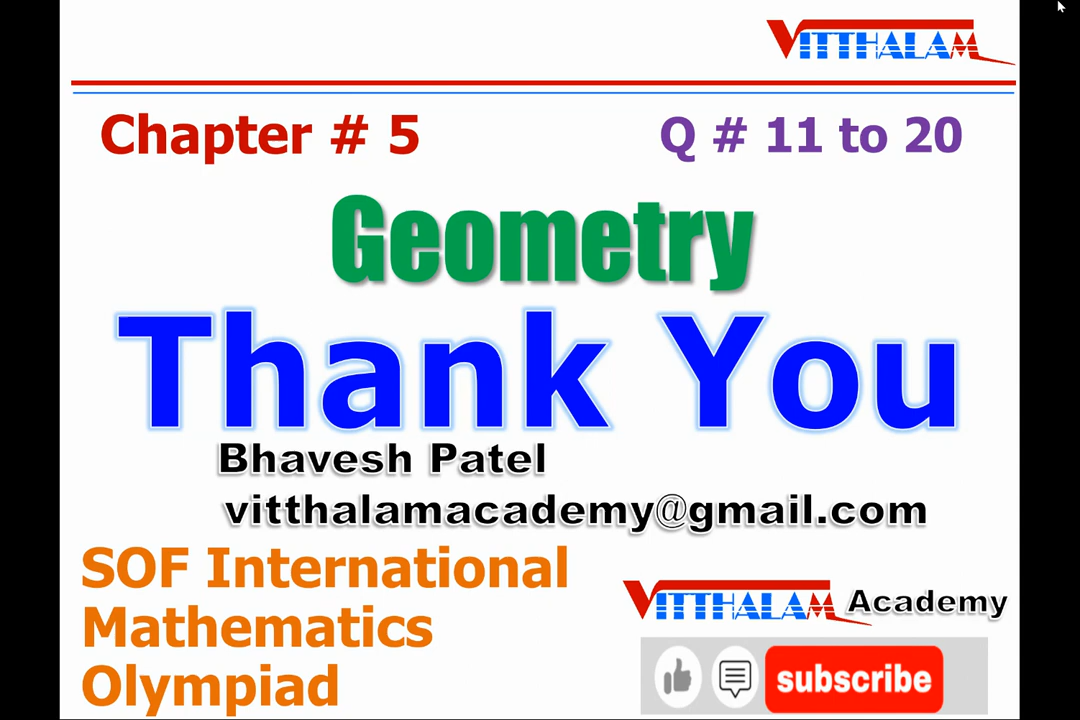 VITTHALAM
Chapter # 5
Q # 11 to 20
Geometry
Thank You
Bhavesh Patel
vitthalamacademy@gmail.com
SOF International
Mathematics
Olympiad
VITTHALAM Academy
subscribe